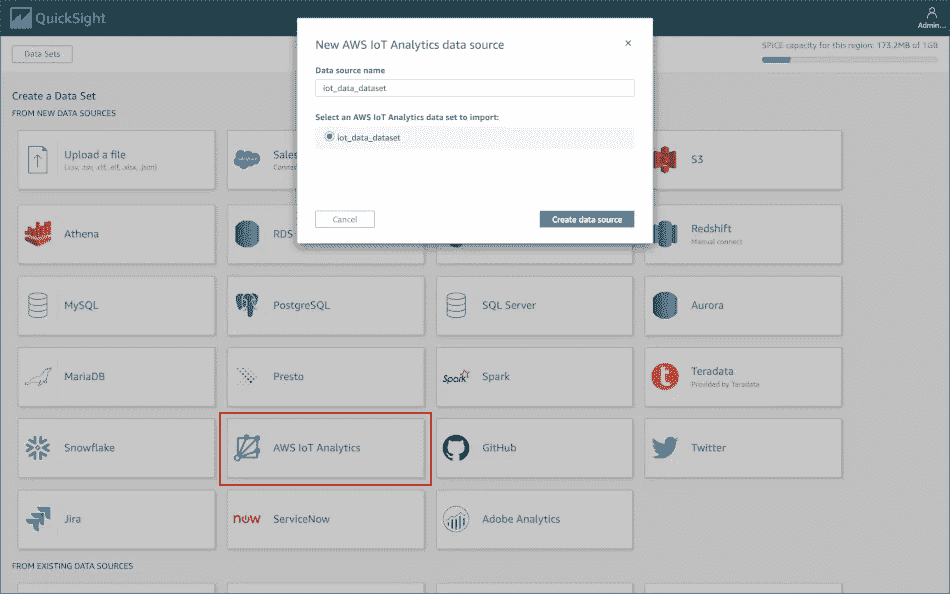 QuickSight
Admin...
Data Sets
SPICE capacity for this region: 173.2MB of 1GB
New AWS IoT Analytics data source
×
Data source name
iot_data_dataset
Select an AWS IoT Analytics data set to import:
iot_data_dataset
Cancel
Create data source
Create a Data Set
FROM NEW DATA SOURCES
Upload a file
(.csv, .tsv, .clf, .elf, .xlsx, .json)
Sales
Connec
S3
Athena
RDS
Redshift
Manual connect
MySQL
PostgreSQL
SQL Server
Aurora
MariaDB
Presto
Spark
Spark
t
Teradata
Provided by Teradata
Snowflake
AWS IoT Analytics
GitHub
Twitter
Jira
now
ServiceNow
Adobe Analytics
FROM EXISTING DATA SOURCES